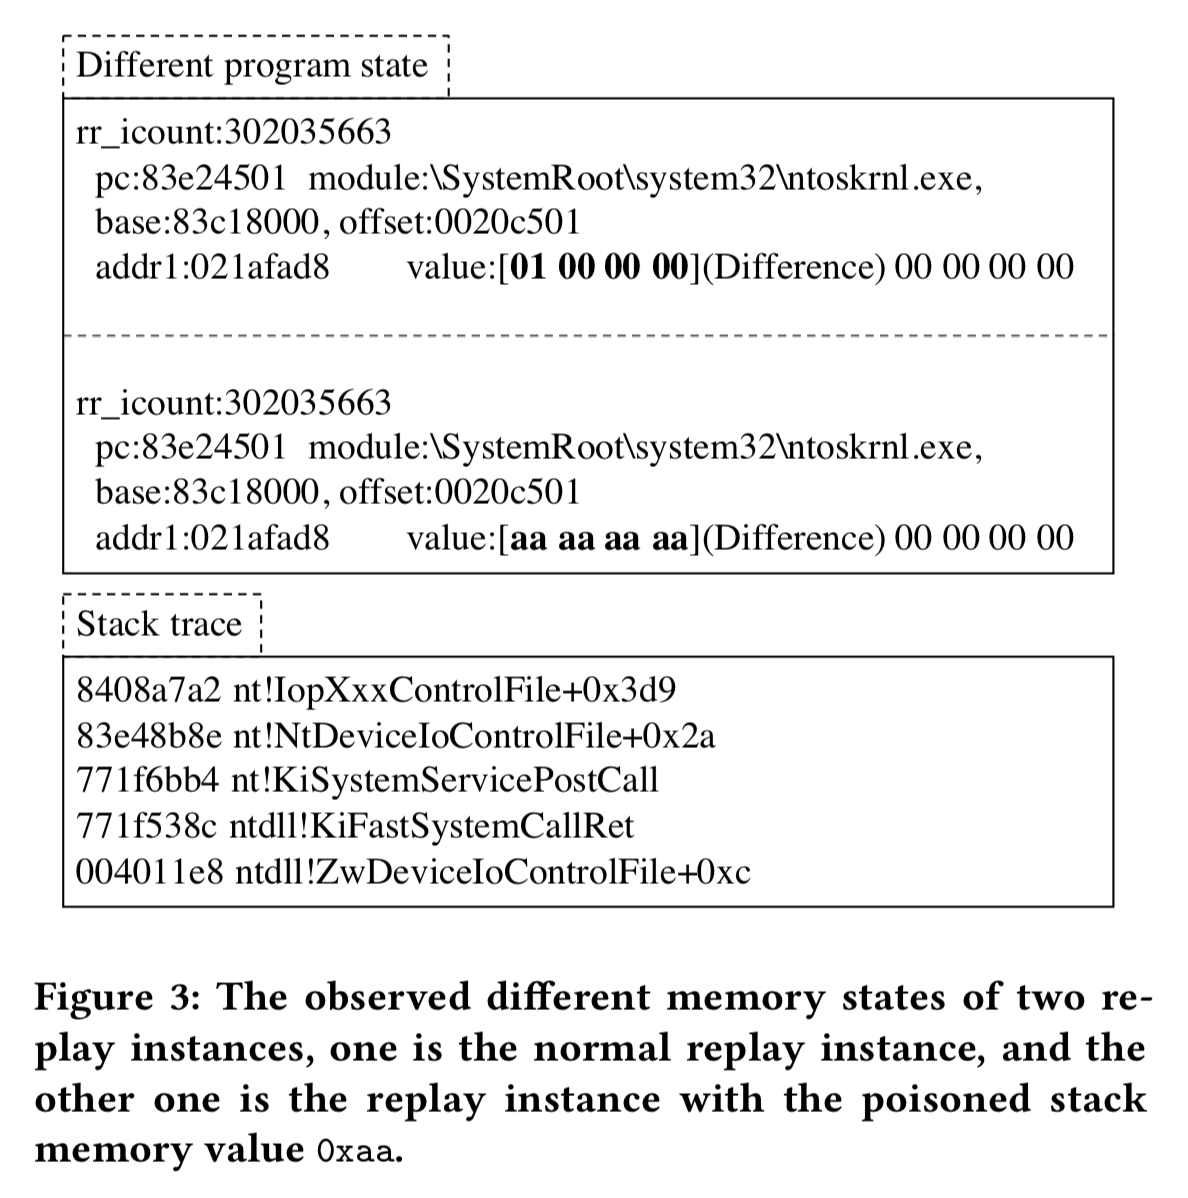 Different program state
rr_icount:302035663
pc:83e24501 module:\SystemRoot\system32\ntoskrnl.exe,
base:83c18000, offset:0020c501
addr1:021afad8 value:[01 00 00 00](Difference) 00 00 00 00
rr_icount:302035663
pc:83e24501 module:\SystemRoot\system32\ntoskrnl.exe,
base:83c18000, offset:0020c501
addr1:021afad8 value:[aa aa aa aa](Difference) 00 00 00 00
Stack trace
8408a7a2 nt!IopXxxControlFile+0x3d9
83e48b8e nt!NtDeviceIoControlFile+0x2a
771f6bb4 nt!KiSystemServicePostCall
771f538c ntdll!KiFastSystemCallRet
004011e8 ntdll!ZwDeviceIoControlFile+0xc
Figure 3: The observed different memory states of two re-
play instances, one is the normal replay instance, and the
other one is the replay instance with the poisoned stack
memory value 0xaa.